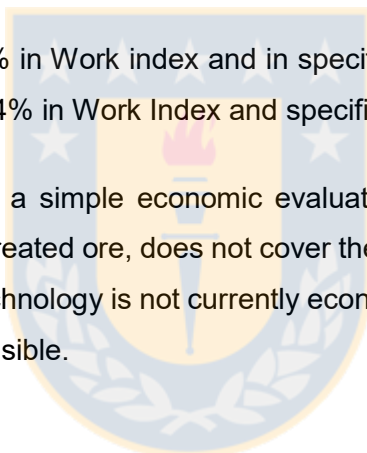 % in Work index and in specif
4% in Work Index and specifi
a simple economic evaluat
reated ore, does not cover the
chnology is not currently econ
sible.